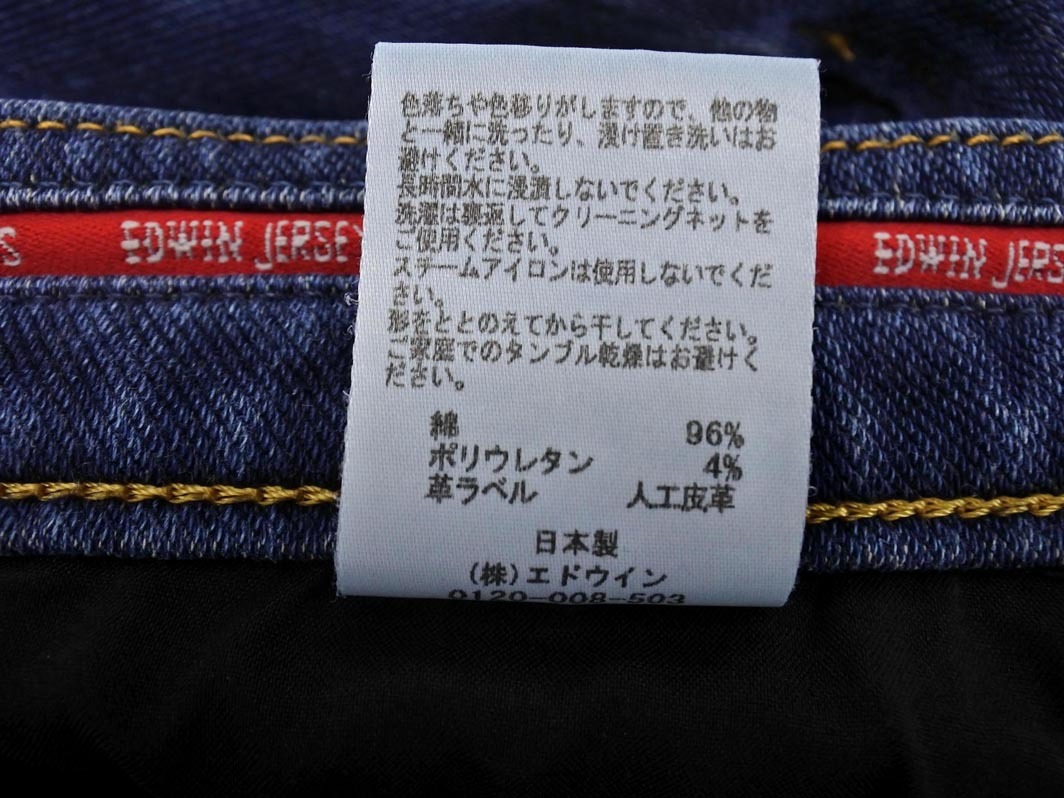 色落ちや色移りがしますので、他の物
と一緒に洗ったり、浸け置き洗いはお
避けください。
長時間水に浸漬しないでください。
洗濯は裏返してクリーニングネットを
ご使用ください。
スチームアイロンは使用しないでくだ
さい。
形をととのえてから干してください。
ご家庭でのタンブル乾燥はお避けく
ださい。
綿 96%
ポリウレタン 4%
革ラベル 人工皮革
日本製
(株)エドウイン
0120-008-503
S EDWIN JERSEY
EDWIN JERS